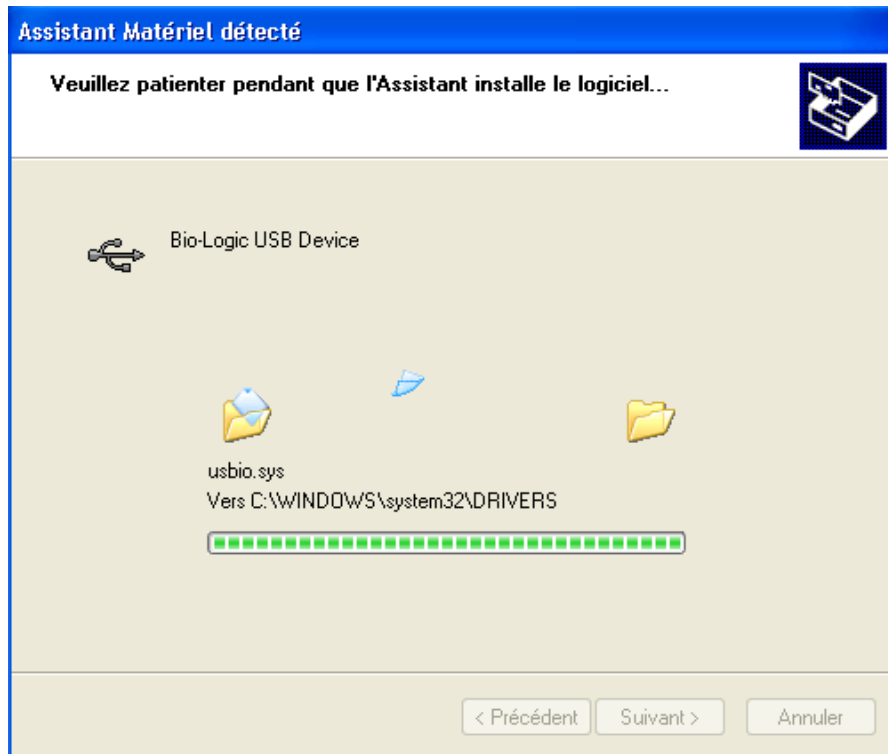 Assistant Matériel détecté
Veuillez patienter pendant que l'Assistant installe le logiciel...
Bio-Logic USB Device
usbio.sys
Vers C:\WINDOWS\system32\DRIVERS
< Précédent Suivant > Annuler